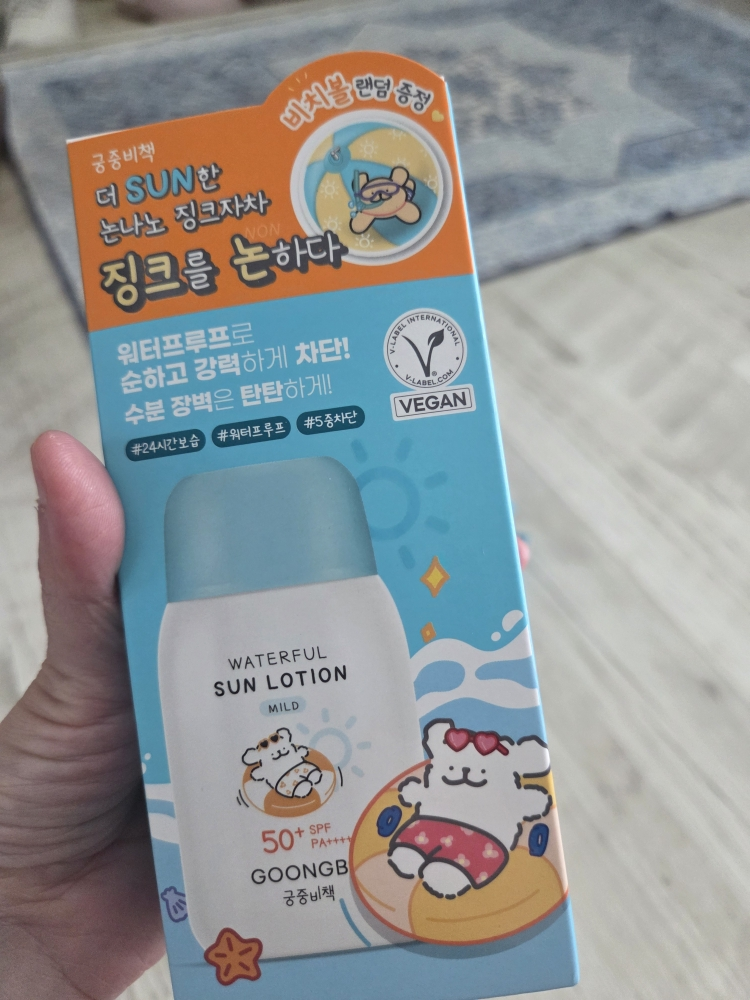 비치볼 랜덤 증정
궁중비책
더 SUN한
논나노 징크자차
NON
징크를 논하다
워터프루프로
순하고 강력하게 차단!
수분 장벽은 탄탄하게!
#24시간보습 #워터프루프 #5중차단
V-LABEL INTERNATIONAL
V-LABEL.COM
VEGAN
WATERFUL
SUN LOTION
MILD
50+ SPF
PA++++
GOONGB
궁중비책